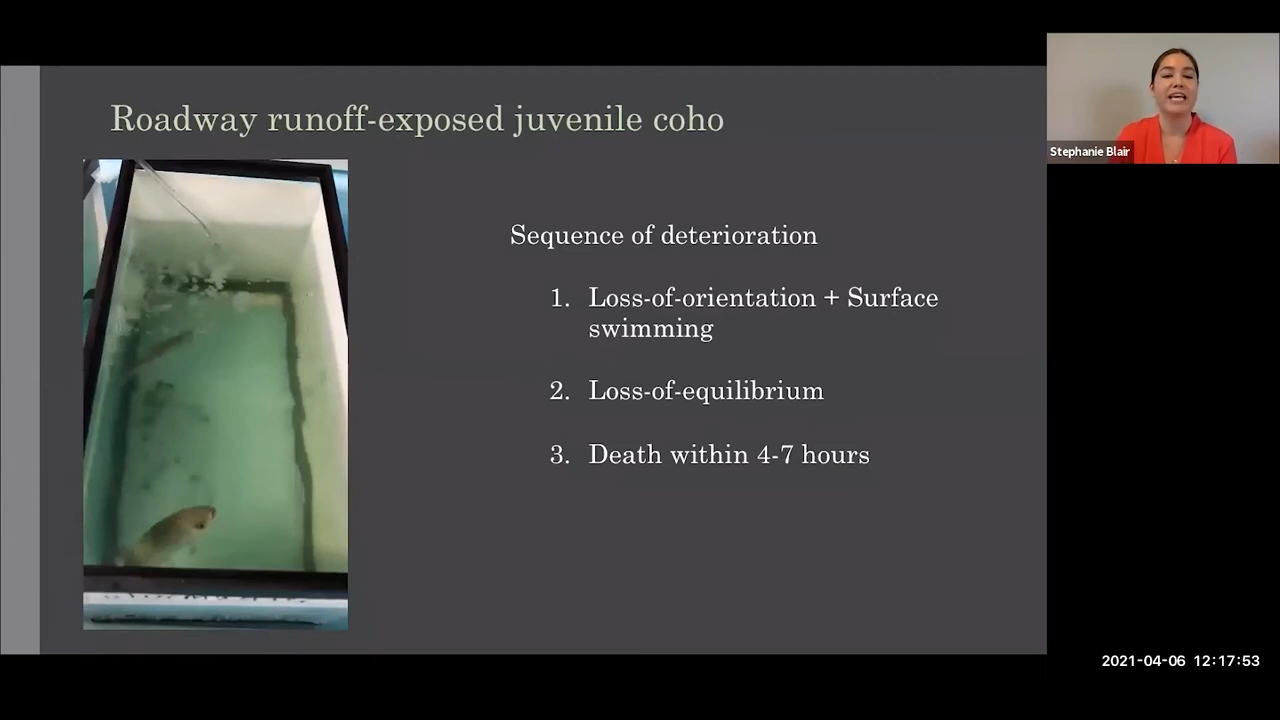 Roadway runoff-exposed juvenile coho
Stephanie Blair
Sequence of deterioration
1. Loss-of-orientation + Surface
swimming
2. Loss-of-equilibrium
3. Death within 4-7 hours
2021-04-06 12:17:53